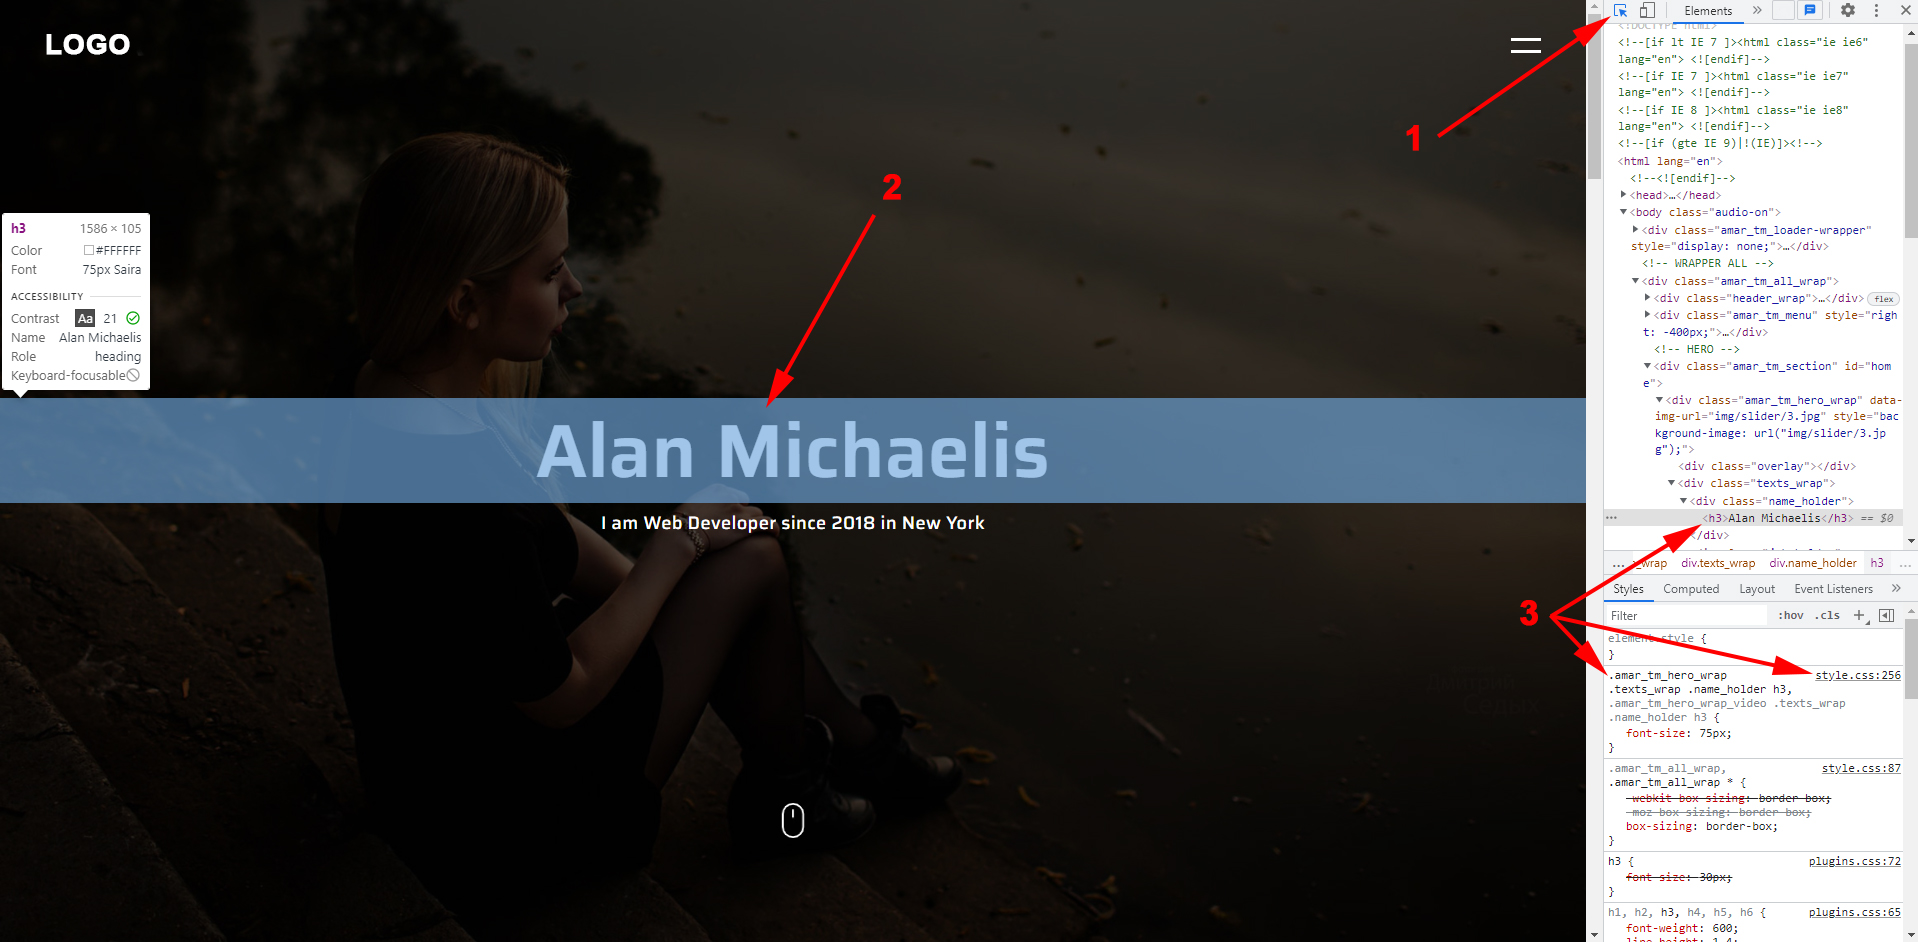 LOGO
1
2
3
h3 1586 × 105
Color #FFFFFF
Font 75px Saira
ACCESSIBILITY
Contrast Aa 21
Name Alan Michaelis
Role heading
Keyboard-focusable
Alan Michaelis
I am Web Developer since 2018 in New York
Дмитрий
Седых
Elements
<!DOCTYPE html>
<!--[if lt IE 7 ]><html class="ie ie6"
lang="en"> <![endif]-->
<!--[if IE 7 ]><html class="ie ie7"
lang="en"> <![endif]-->
<!--[if IE 8 ]><html class="ie ie8"
lang="en"> <![endif]-->
<!--[if (gte IE 9)|!(IE)]><!-->
<html lang="en">
<!--<![endif]-->
<head>…</head>
<body class="audio-on">
<div class="amar_tm_loader-wrapper"
style="display: none;">…</div>
<!-- WRAPPER ALL -->
<div class="amar_tm_all_wrap">
<div class="header_wrap">…</div> flex
<div class="amar_tm_menu" style="righ
t: -400px;">…</div>
<!-- HERO -->
<div class="amar_tm_section" id="hom
e">
<div class="amar_tm_hero_wrap" data-
img-url="img/slider/3.jpg" style="bac
kground-image: url("img/slider/3.jp
g");">
<div class="overlay"></div>
<div class="texts_wrap">
<div class="name_holder">
<h3>Alan Michaelis</h3> == $0
</div>
… _wrap div.texts_wrap div.name_holder h3 …
Styles Computed Layout Event Listeners
Filter :hov .cls
element.style {
}
.amar_tm_hero_wrap style.css:256
.texts_wrap .name_holder h3,
.amar_tm_hero_wrap_video .texts_wrap
.name_holder h3 {
font-size: 75px;
}
.amar_tm_all_wrap, style.css:87
.amar_tm_all_wrap * {
-webkit-box-sizing: border-box;
-moz-box-sizing: border-box;
box-sizing: border-box;
}
h3 { plugins.css:72
font-size: 30px;
}
h1, h2, h3, h4, h5, h6 { plugins.css:65
font-weight: 600;
line-height: 1.4;